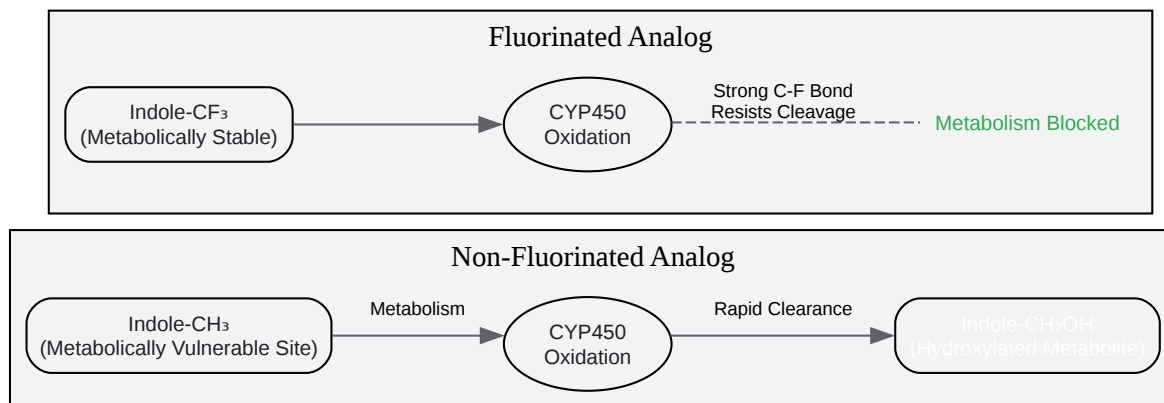 Fluorinated Analog
Indole-CF₃
(Metabolically Stable)
CYP450
Oxidation
Strong C-F Bond
Resists Cleavage
Metabolism Blocked
Non-Fluorinated Analog
Indole-CH₃
(Metabolically Vulnerable Site)
Metabolism
CYP450
Oxidation
Rapid Clearance
Indole-CH₂OH
(Hydroxylated Metabolite)